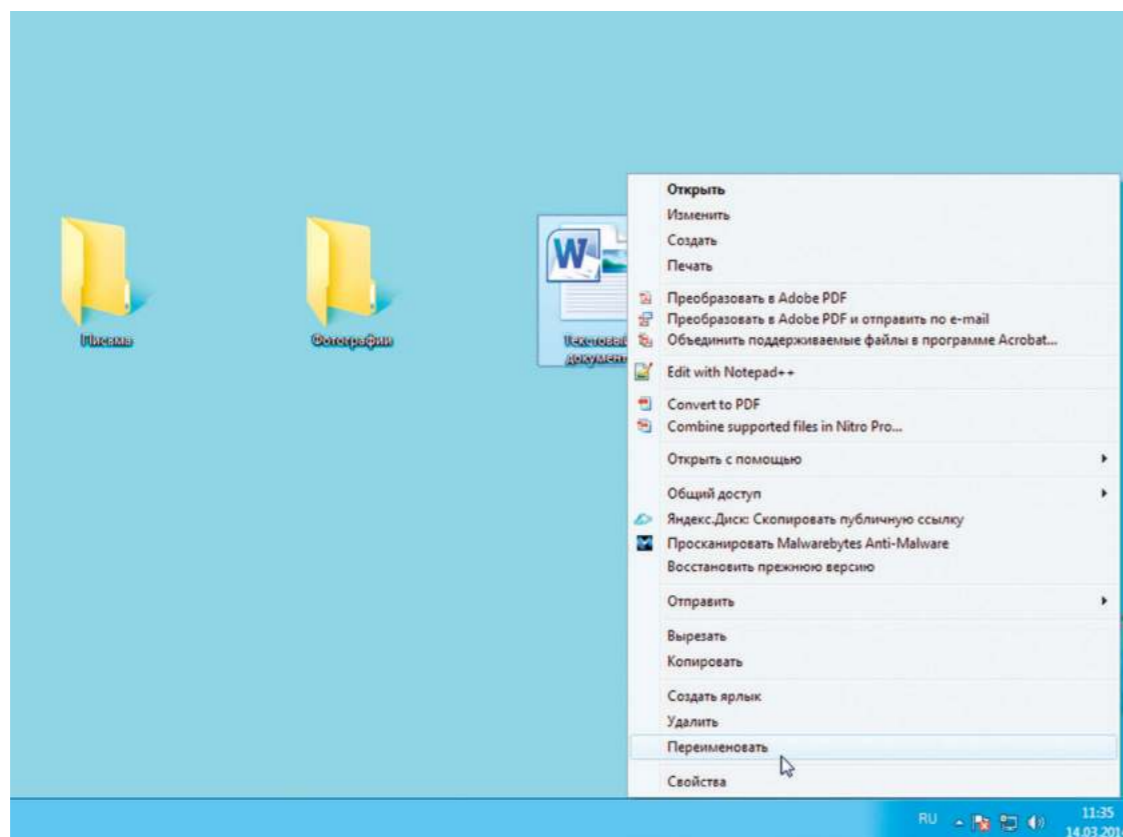 Письма
Фотографии
Текстовый
документ
Открыть
Изменить
Создать
Печать
Преобразовать в Adobe PDF
Преобразовать в Adobe PDF и отправить по e-mail
Объединить поддерживаемые файлы в программе Acrobat...
Edit with Notepad++
Convert to PDF
Combine supported files in Nitro Pro...
Открыть с помощью
Общий доступ
Яндекс.Диск: Скопировать публичную ссылку
Просканировать Malwarebytes Anti-Malware
Восстановить прежнюю версию
Отправить
Вырезать
Копировать
Создать ярлык
Удалить
Переименовать
Свойства
W
RU
11:35
14.03.201